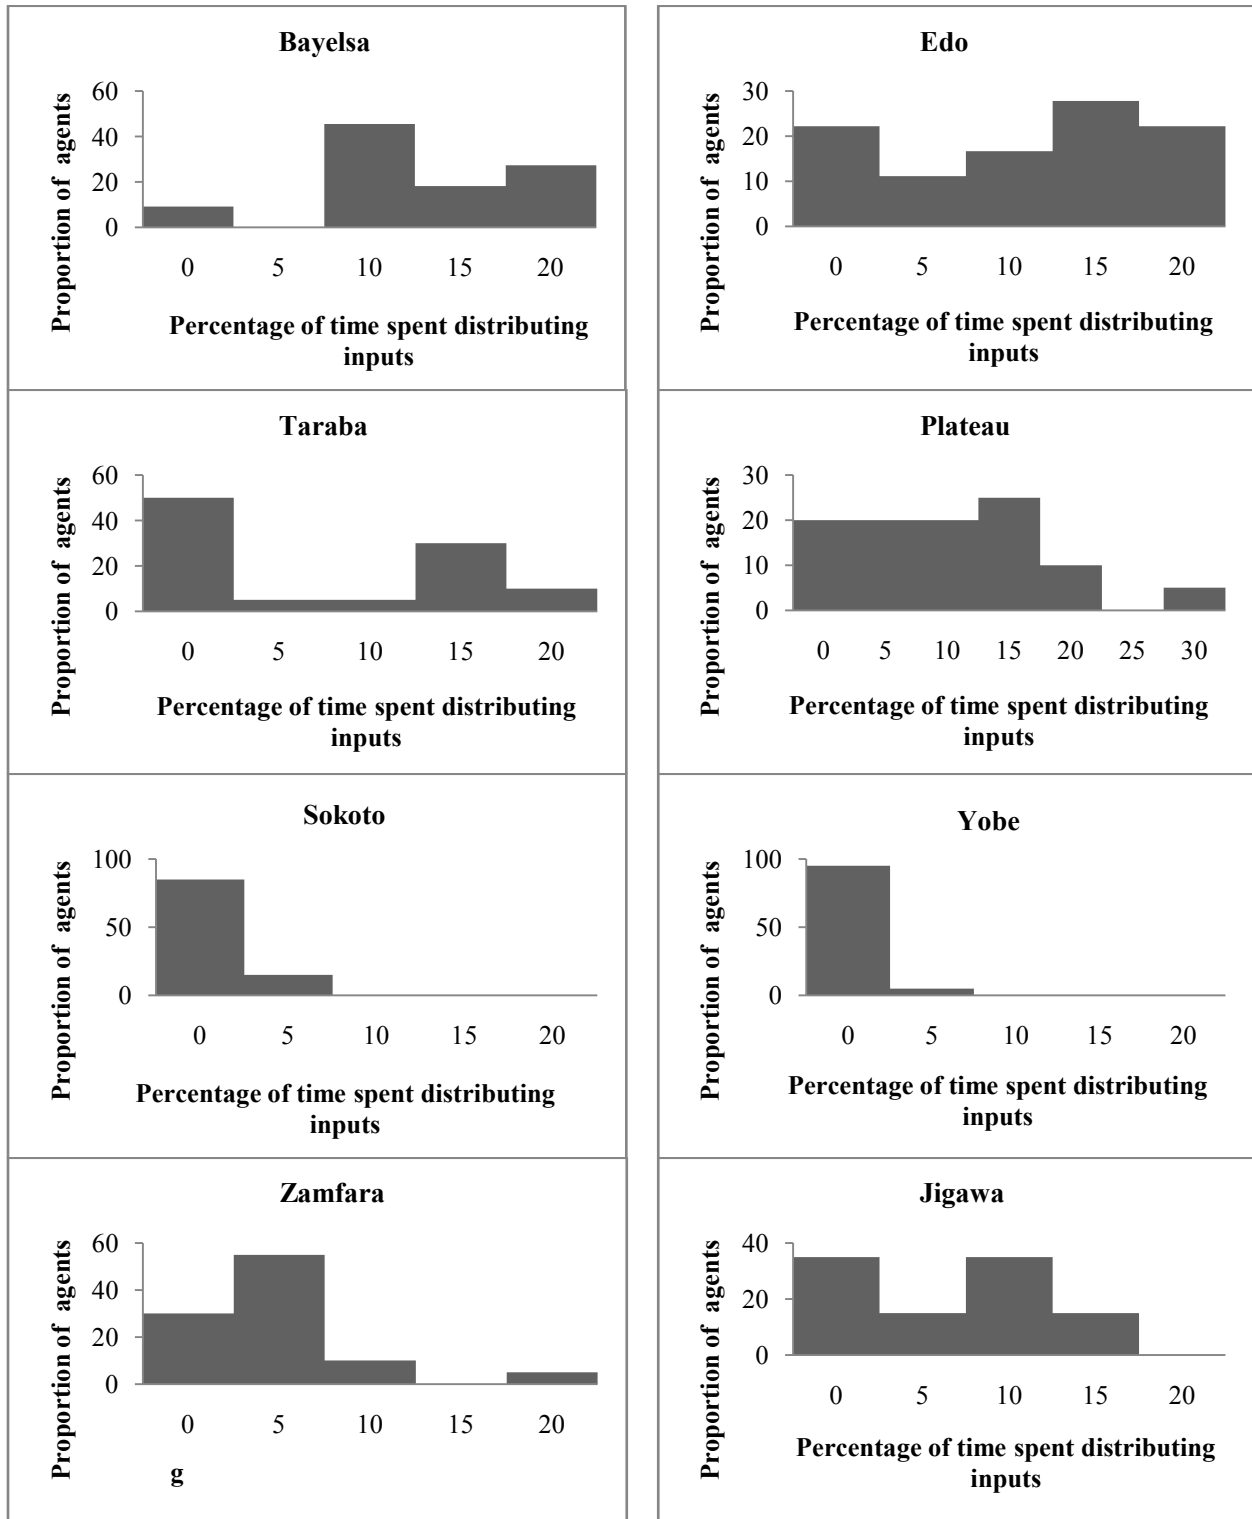 Bayelsa
Proportion of agents
60
40
20
0
0 5 10 15 20
Percentage of time spent distributing
inputs
Edo
Proportion of agents
30
20
10
0
0 5 10 15 20
Percentage of time spent distributing
inputs
Taraba
Proportion of agents
60
40
20
0
0 5 10 15 20
Percentage of time spent distributing
inputs
Plateau
Proportion of agents
30
20
10
0
0 5 10 15 20 25 30
Percentage of time spent distributing
inputs
Sokoto
Proportion of agents
100
50
0
0 5 10 15 20
Percentage of time spent distributing
inputs
Yobe
Proportion of agents
100
50
0
0 5 10 15 20
Percentage of time spent distributing
inputs
Zamfara
Proportion of agents
60
40
20
0
0 5 10 15 20
g
Jigawa
Proportion of agents
40
20
0
0 5 10 15 20
Percentage of time spent distributing
inputs